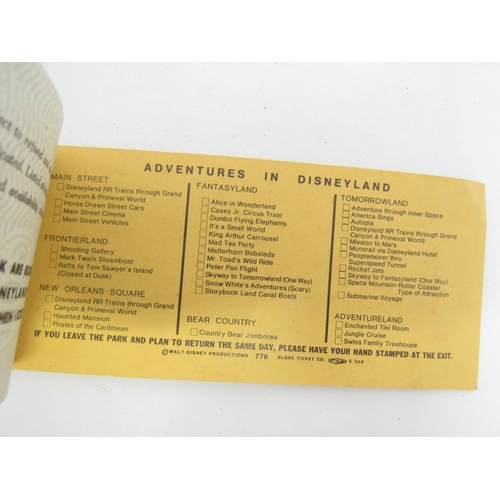 ct to refund
ADVENTURES IN DISNEYLAND
MAIN STREET
Disneyland RR Trains through Grand
Canyon & Primeval World
Horse Drawn Street Cars
Main Street Cinema
Main Street Vehicles
FRONTIERLAND
Shooting Gallery
Mark Twain Steamboat
Rafts to Tom Sawyer's Island
(Closed at Dusk)
NEW ORLEANS SQUARE
Disneyland RR Trains through Grand
Canyon & Primeval World
Haunted Mansion
Pirates of the Caribbean
FANTASYLAND
Alice in Wonderland
Casey Jr. Circus Train
Dumbo Flying Elephants
It's a Small World
King Arthur Carrousel
Mad Tea Party
Matterhorn Bobsleds
Mr. Toad's Wild Ride
Peter Pan Flight
Skyway to Tomorrowland (One Way)
Snow White's Adventures (Scary)
Storybook Land Canal Boats
BEAR COUNTRY
Country Bear Jamboree
TOMORROWLAND
Adventure through Inner Space
America Sings
Autopia
Disneyland RR Trains through
Grand Canyon & Primeval World
Mission to Mars
Monorail via Disneyland Hotel
Peoplemover thru
Superspeed Tunnel
Rocket Jets
Skyway to Fantasyland (One Way)
Space Mountain-Roller Coaster
Type of Attraction
Submarine Voyage
ADVENTURELAND
Enchanted Tiki Room
Jungle Cruise
Swiss Family Treehouse
IF YOU LEAVE THE PARK AND PLAN TO RETURN THE SAME DAY, PLEASE HAVE YOUR HAND STAMPED AT THE EXIT.
©WALT DISNEY PRODUCTIONS 779 GLOBE TICKET CO.